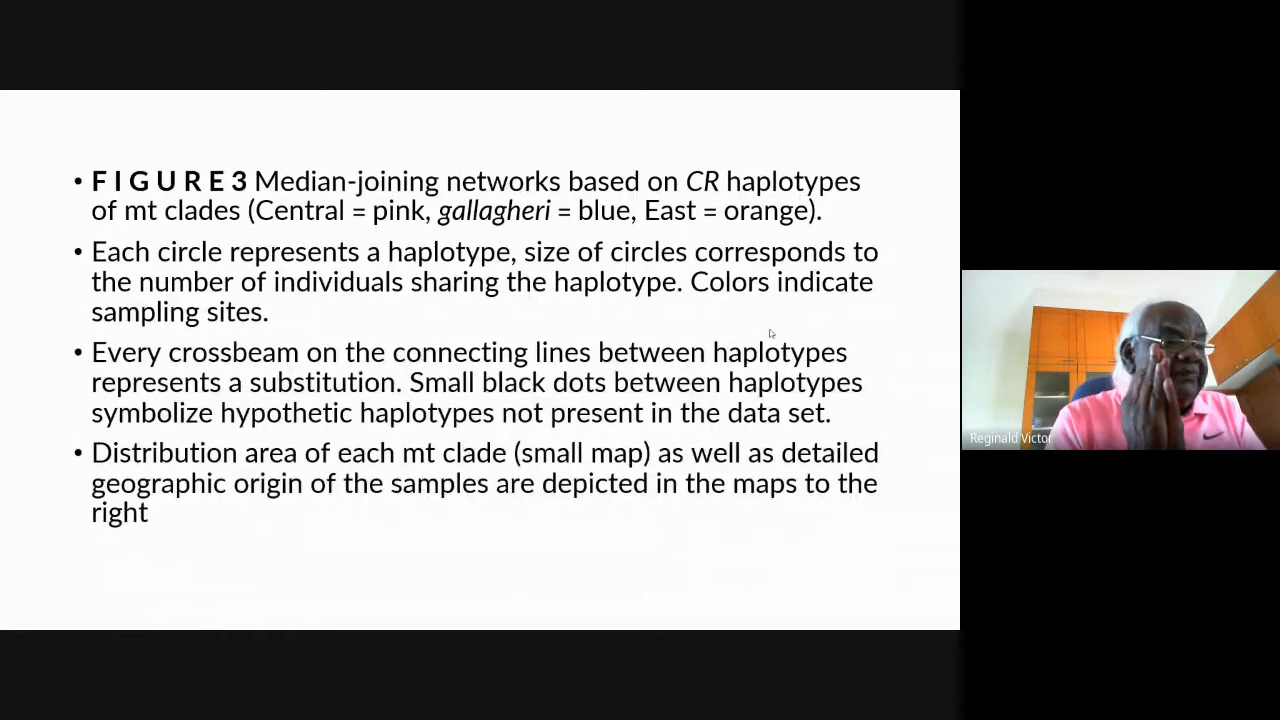 • F I G U R E 3 Median-joining networks based on CR haplotypes
of mt clades (Central = pink, gallagheri = blue, East = orange).
• Each circle represents a haplotype, size of circles corresponds to
the number of individuals sharing the haplotype. Colors indicate
sampling sites.
• Every crossbeam on the connecting lines between haplotypes
represents a substitution. Small black dots between haplotypes
symbolize hypothetic haplotypes not present in the data set.
• Distribution area of each mt clade (small map) as well as detailed
geographic origin of the samples are depicted in the maps to the
right
Reginald Victor